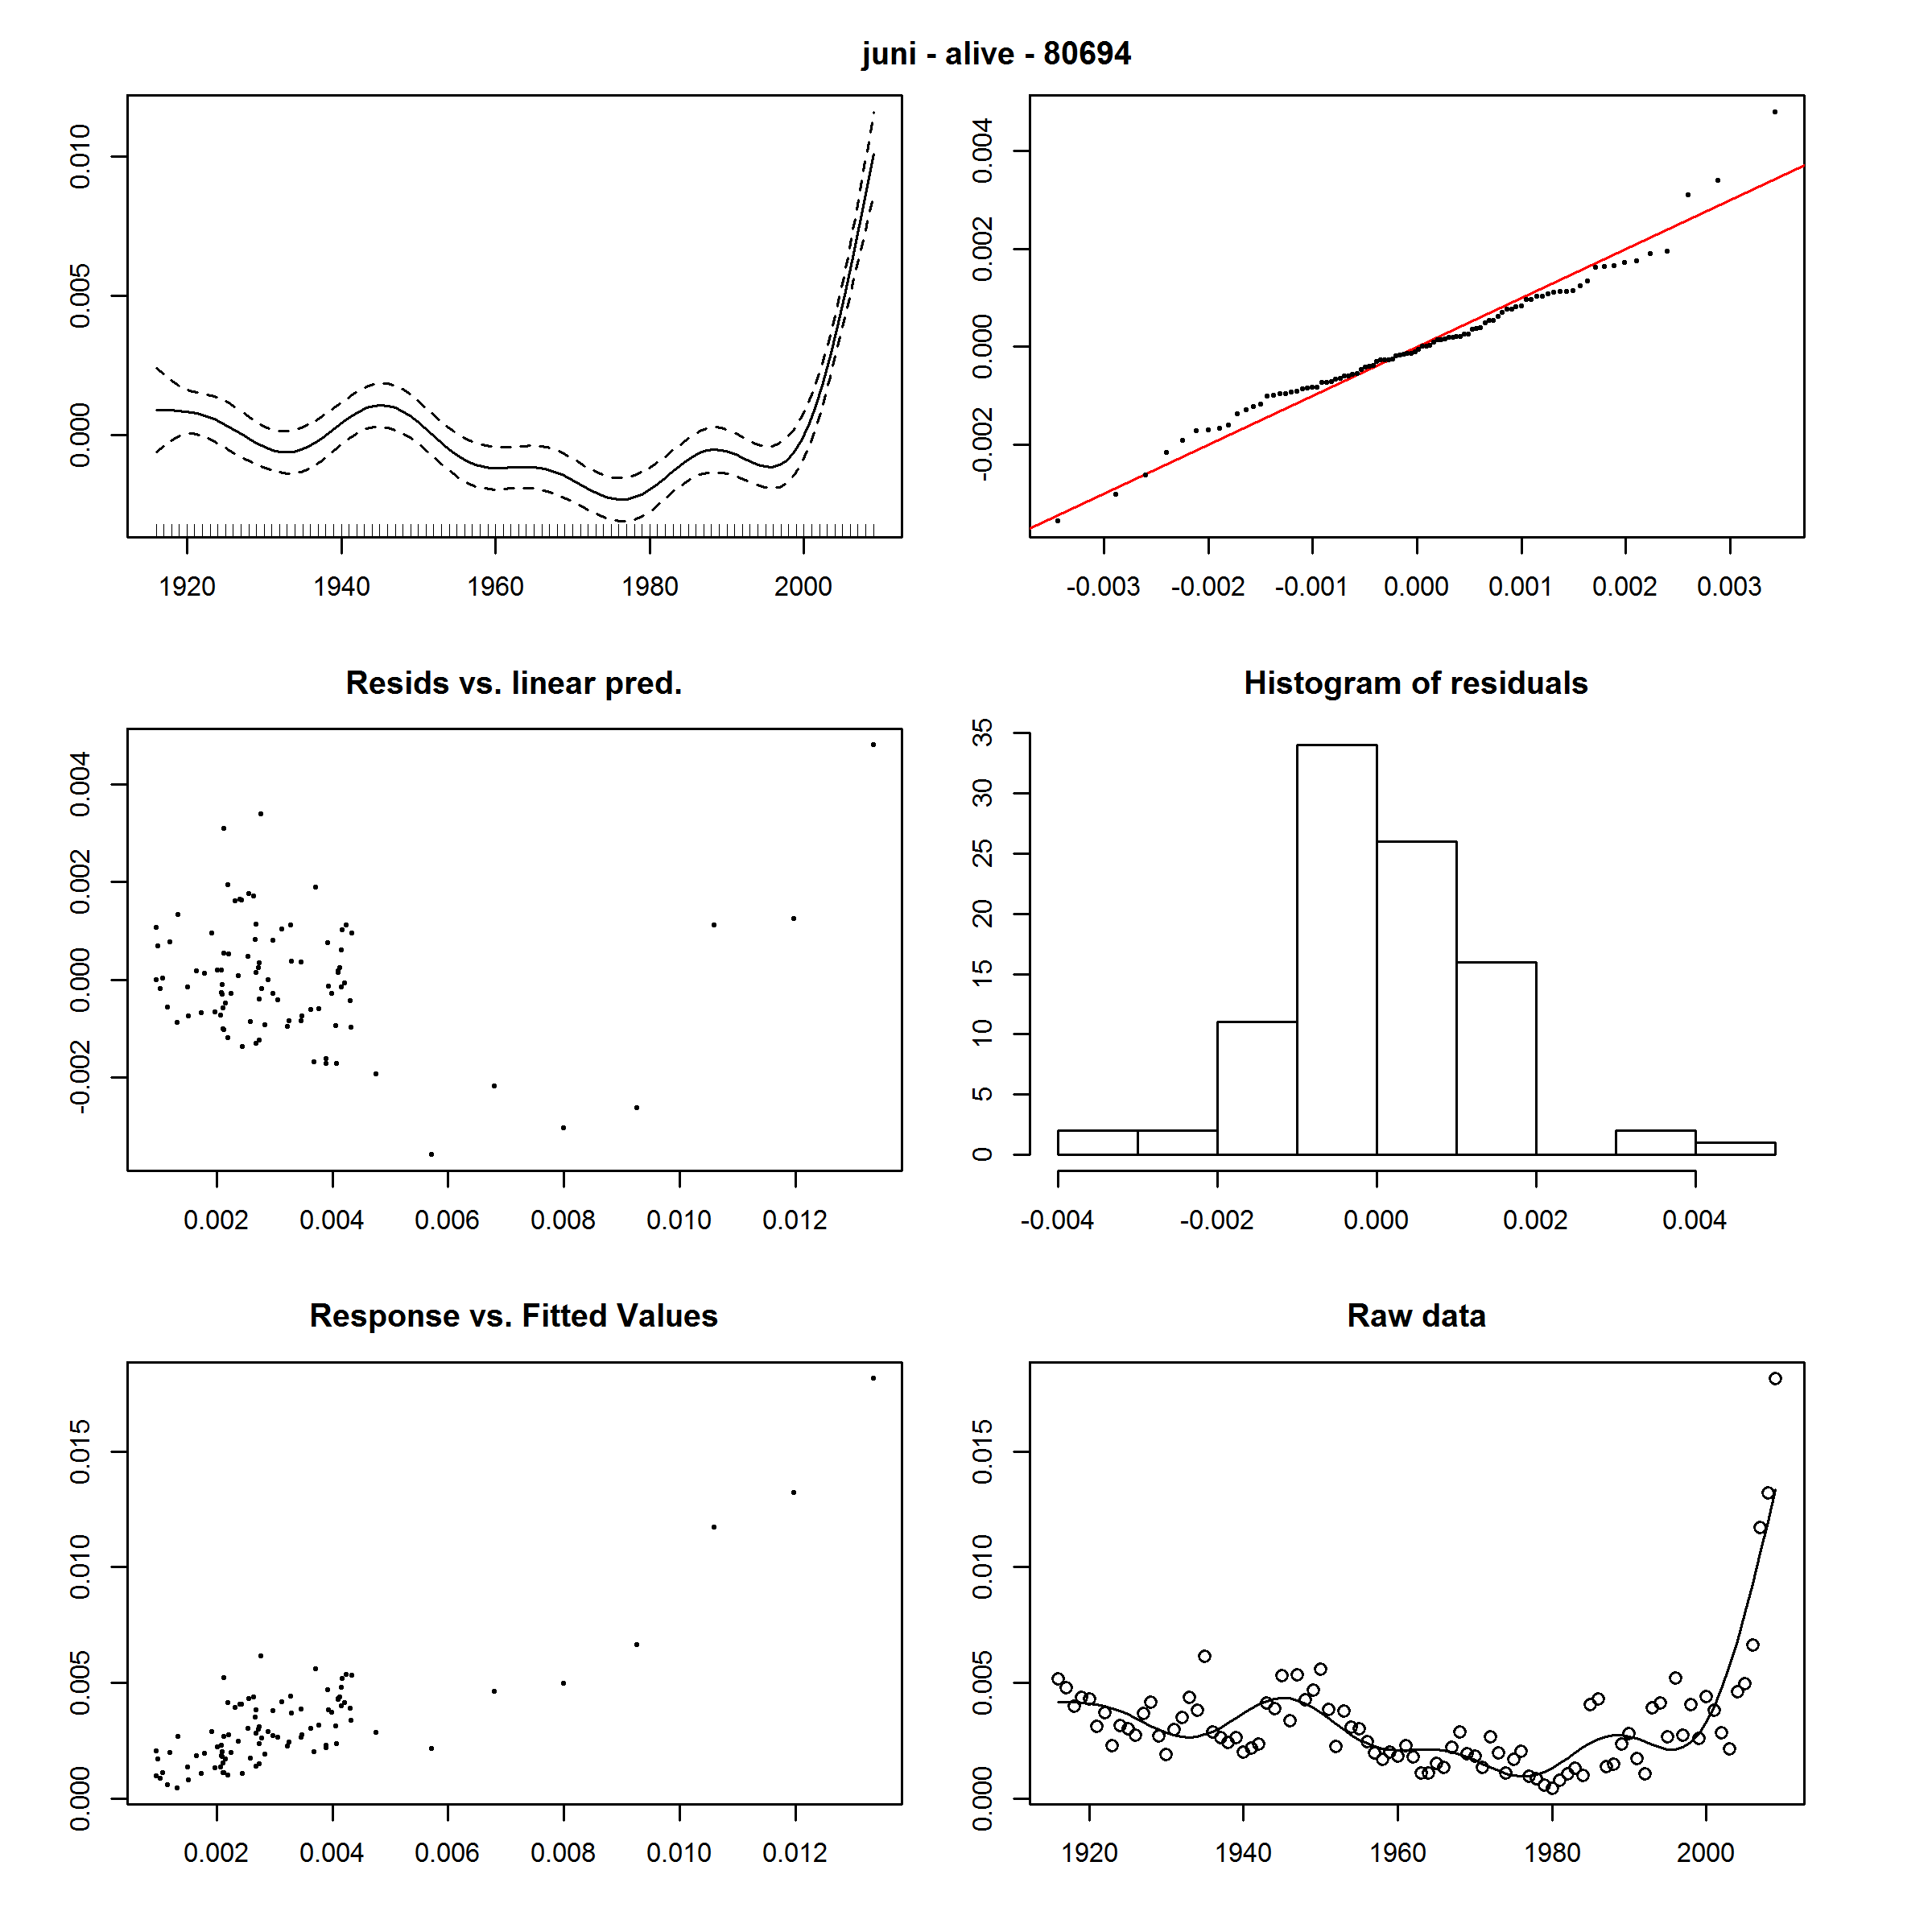 juni - alive - 80694
0.000 0.005 0.010
1920 1940 1960 1980 2000
-0.002 0.000 0.002 0.004
-0.003 -0.002 -0.001 0.000 0.001 0.002 0.003
Resids vs. linear pred.
-0.002 0.000 0.002 0.004
0.002 0.004 0.006 0.008 0.010 0.012
Histogram of residuals
0 5 10 15 20 25 30 35
-0.004 -0.002 0.000 0.002 0.004
Response vs. Fitted Values
0.000 0.005 0.010 0.015
0.002 0.004 0.006 0.008 0.010 0.012
Raw data
0.000 0.005 0.010 0.015
1920 1940 1960 1980 2000